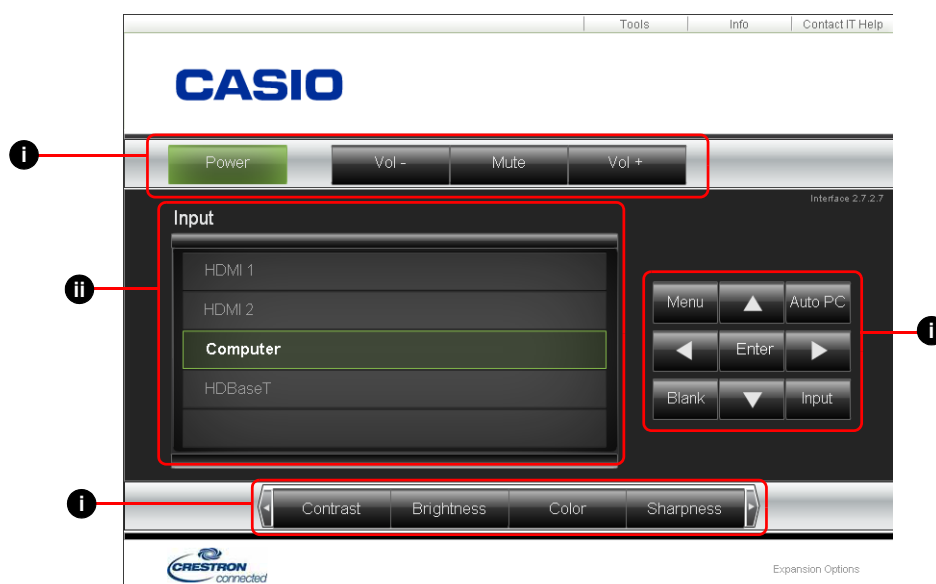 Tools Info Contact IT Help
CASIO
i
Power Vol - Mute Vol +
Interface 2.7.2.7
Input
ii
HDMI 1
HDMI 2
Computer
HDBaseT
Menu Auto PC
Enter
Blank Input
i
i
Contrast Brightness Color Sharpness
CRESTRON
connected
Expansion Options